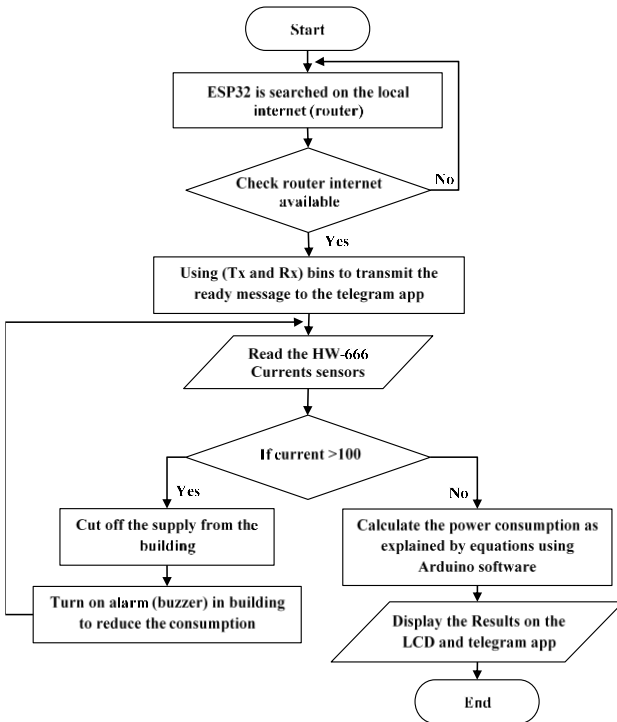 Start
ESP32 is searched on the local
internet (router)
Check router internet
available
No
Yes
Using (Tx and Rx) bins to transmit the
ready message to the telegram app
Read the HW-666
Currents sensors
If current >100
Yes
No
Cut off the supply from the
building
Calculate the power consumption as
explained by equations using
Arduino software
Turn on alarm (buzzer) in building
to reduce the consumption
Display the Results on the
LCD and telegram app
End